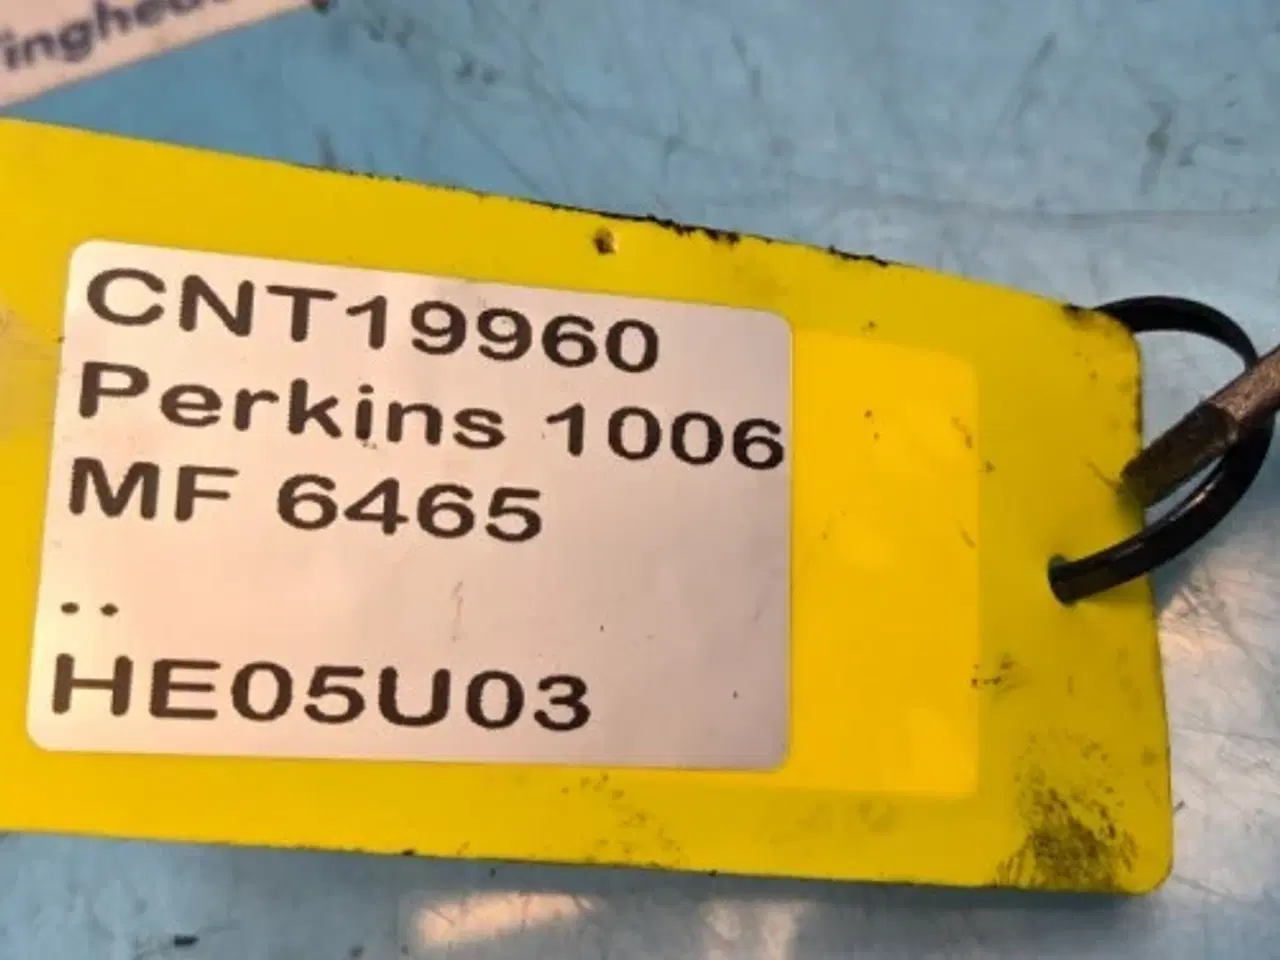 CNT19960
Perkins 1006
MF 6465
..
HE05U03